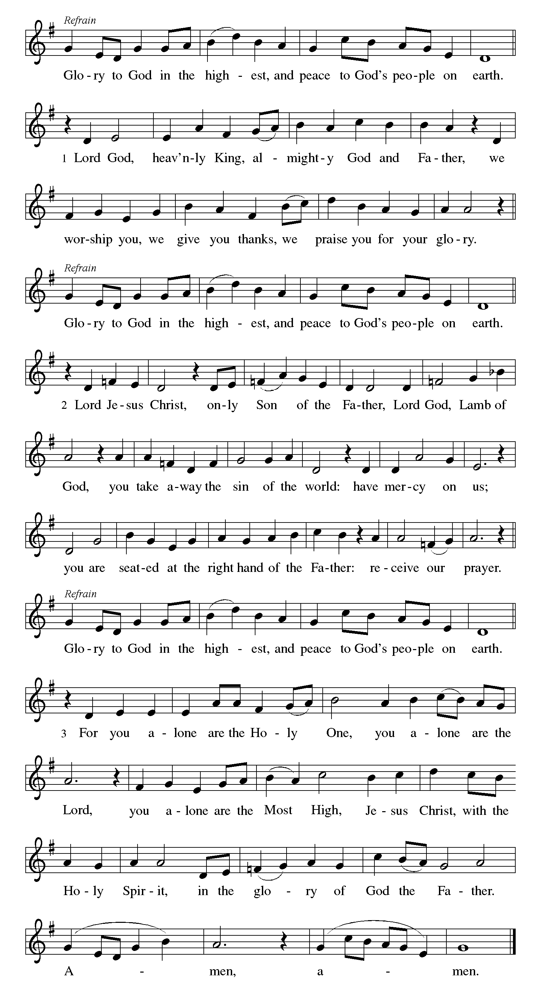 Refrain
Glo - ry to God in the high - est, and peace to God’s peo - ple on earth.
1 Lord God, heav’n - ly King, al - might - y God and Fa - ther, we
wor - ship you, we give you thanks, we praise you for your glo - ry.
Refrain
Glo - ry to God in the high - est, and peace to God’s peo - ple on earth.
2 Lord Je - sus Christ, on - ly Son of the Fa - ther, Lord God, Lamb of
God, you take a - way the sin of the world: have mer - cy on us;
you are seat - ed at the right hand of the Fa - ther: re - ceive our prayer.
Refrain
Glo - ry to God in the high - est, and peace to God’s peo - ple on earth.
3 For you a - lone are the Ho - ly One, you a - lone are the
Lord, you a - lone are the Most High, Je - sus Christ, with the
Ho - ly Spir - it, in the glo - ry of God the Fa - ther.
A - men, a - men.